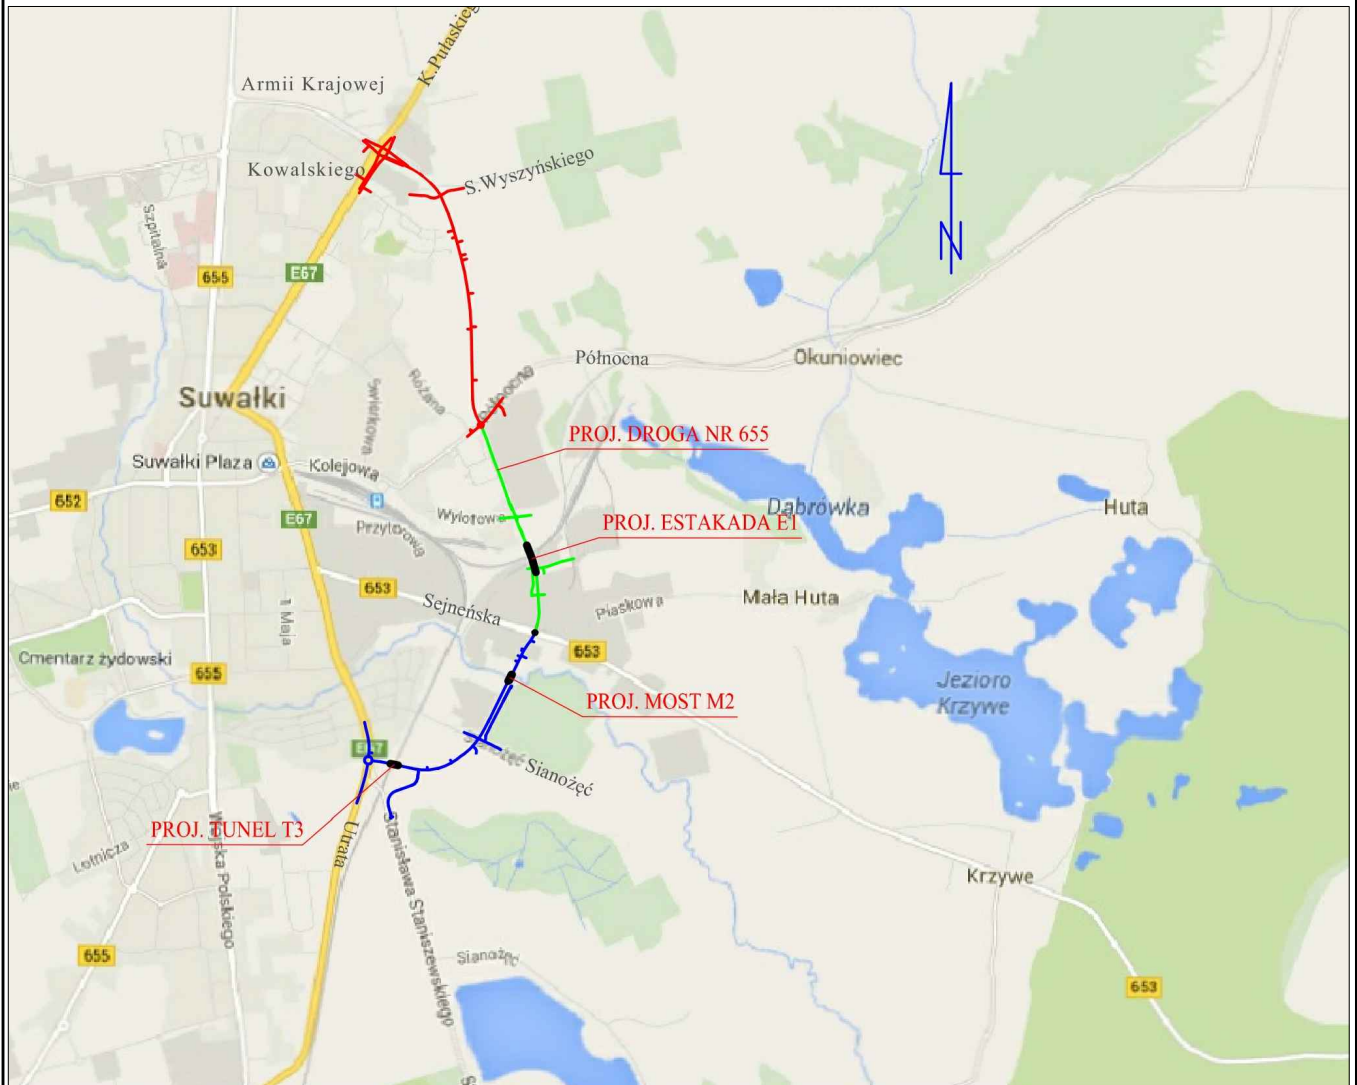 K.Pułaskiego
Armii Krajowej
Kowalskiego
S.Wyszyńskiego
Szpitalna
655
E67
N
Północna
Okuniowiec
Suwałki
Różana
Świerkowa
Północna
PROJ. DROGA NR 655
Suwałki Plaza
Kolejowa
652
Dąbrówka
Huta
E67
Wylotowa
Przytorowa
PROJ. ESTAKADA E1
653
653
Sejneńska
Piaskowa
Mała Huta
1 Maja
Cmentarz żydowski
655
653
Jezioro
Krzywe
PROJ. MOST M2
E67
Sianożęć
Sianożęć
PROJ. TUNEL T3
Utrata
Lotnicza
Wojska Polskiego
Stanisława Staniszewskiego
Krzywe
655
653